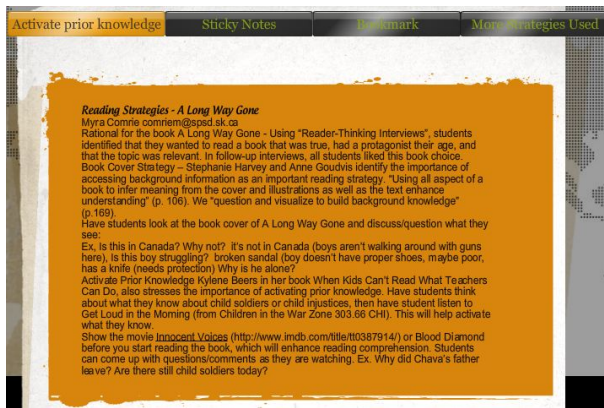 Activate prior knowledge
Sticky Notes
Bookmark
More Strategies Used
Reading Strategies - A Long Way Gone
Myra Comrie comriem@spsd.sk.ca
Rational for the book A Long Way Gone - Using "Reader-Thinking Interviews", students
identified that they wanted to read a book that was true, had a protagonist their age, and
that the topic was relevant. In follow-up interviews, all students liked this book choice.
Book Cover Strategy – Stephanie Harvey and Anne Goudvis identify the importance of
accessing background information as an important reading strategy. "Using all aspect of a
book to infer meaning from the cover and illustrations as well as the text enhance
understanding" (p. 106). We "question and visualize to build background knowledge"
(p.169).
Have students look at the book cover of A Long Way Gone and discuss/question what they
see:
Ex, Is this in Canada? Why not? it's not in Canada (boys aren't walking around with guns
here), Is this boy struggling? broken sandal (boy doesn't have proper shoes, maybe poor,
has a knife (needs protection) Why is he alone?
Activate Prior Knowledge Kylene Beers in her book When Kids Can't Read What Teachers
Can Do, also stresses the importance of activating prior knowledge. Have students think
about what they know about child soldiers or child injustices, then have student listen to
Get Loud in the Morning (from Children in the War Zone 303.66 CHI). This will help activate
what they know.
Show the movie Innocent Voices (http://www.imdb.com/title/tt0387914/) or Blood Diamond
before you start reading the book, which will enhance reading comprehension. Students
can come up with questions/comments as they are watching. Ex. Why did Chava's father
leave? Are there still child soldiers today?